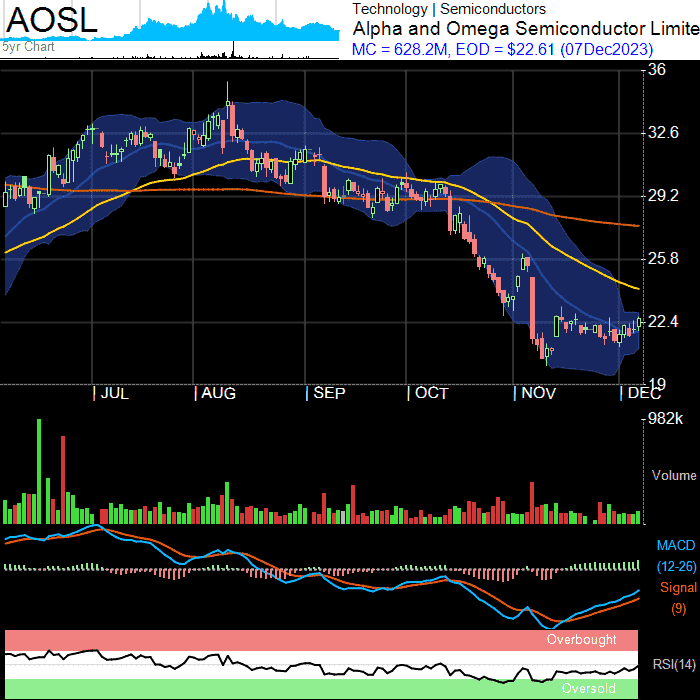 AOSL
5yr Chart
Technology | Semiconductors
Alpha and Omega Semiconductor Limite
MC = 628.2M, EOD = $22.61 (07Dec2023)
36
32.6
29.2
25.8
22.4
19
| JUL | AUG | SEP | OCT | NOV | DEC
982k
Volume
MACD
(12-26)
Signal
(9)
Overbought
RSI(14)
Oversold